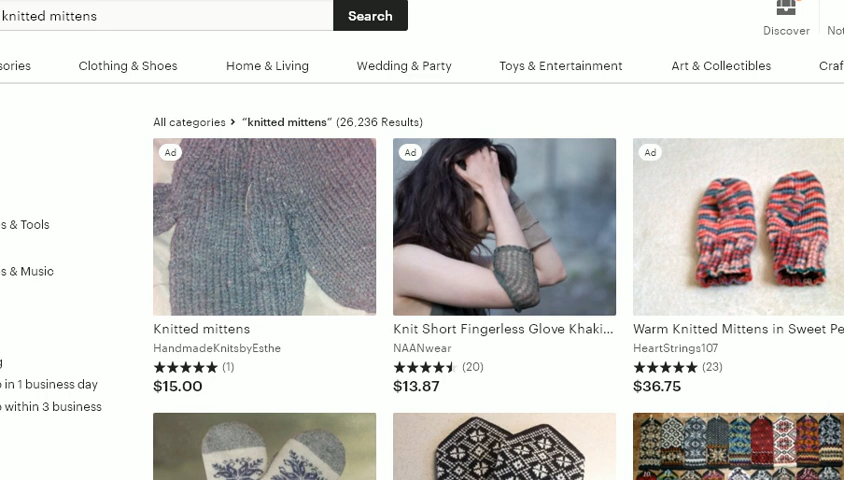 knitted mittens
Search
Discover
Clothing & Shoes
Home & Living
Wedding & Party
Toys & Entertainment
Art & Collectibles
All categories > "knitted mittens" (26,236 Results)
Ad
Ad
Ad
s & Tools
s & Music
Knitted mittens
Knit Short Fingerless Glove Khaki...
Warm Knitted Mittens in Sweet Pe
HandmadeKnitsbyEsthe
NAANwear
HeartStrings107
g
(1)
(20)
(23)
$15.00
$13.87
$36.75
o in 1 business day
o within 3 business